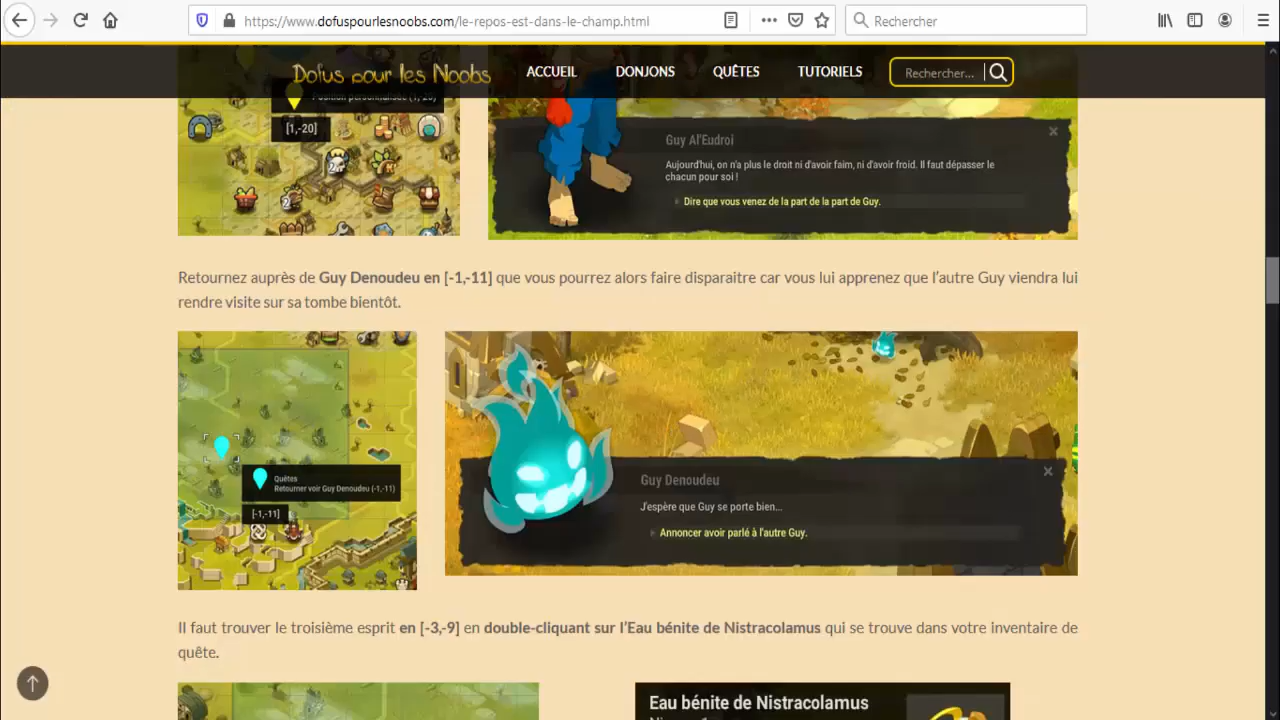 https://www.dofuspourlesnoobs.com/le-repos-est-dans-le-champ.html
Rechercher
Dofus pour les Noobs
ACCUEIL
DONJONS
QUÊTES
TUTORIELS
Rechercher...
Position personnalisée (1,-20)
[1,-20]
2
2
Guy Al'Eudroi
Aujourd'hui, on n'a plus le droit ni d'avoir faim, ni d'avoir froid. Il faut dépasser le
chacun pour soi !
Dire que vous venez de la part de la part de Guy.
Retournez auprès de Guy Denoudeu en [-1,-11] que vous pourrez alors faire disparaitre car vous lui apprenez que l'autre Guy viendra lui
rendre visite sur sa tombe bientôt.
Quêtes
Retourner voir Guy Denoudeu (-1,-11)
[-1,-11]
Guy Denoudeu
J'espère que Guy se porte bien...
Annoncer avoir parlé à l'autre Guy.
Il faut trouver le troisième esprit en [-3,-9] en double-cliquant sur l'Eau bénite de Nistracolamus qui se trouve dans votre inventaire de
quête.
Eau bénite de Nistracolamus